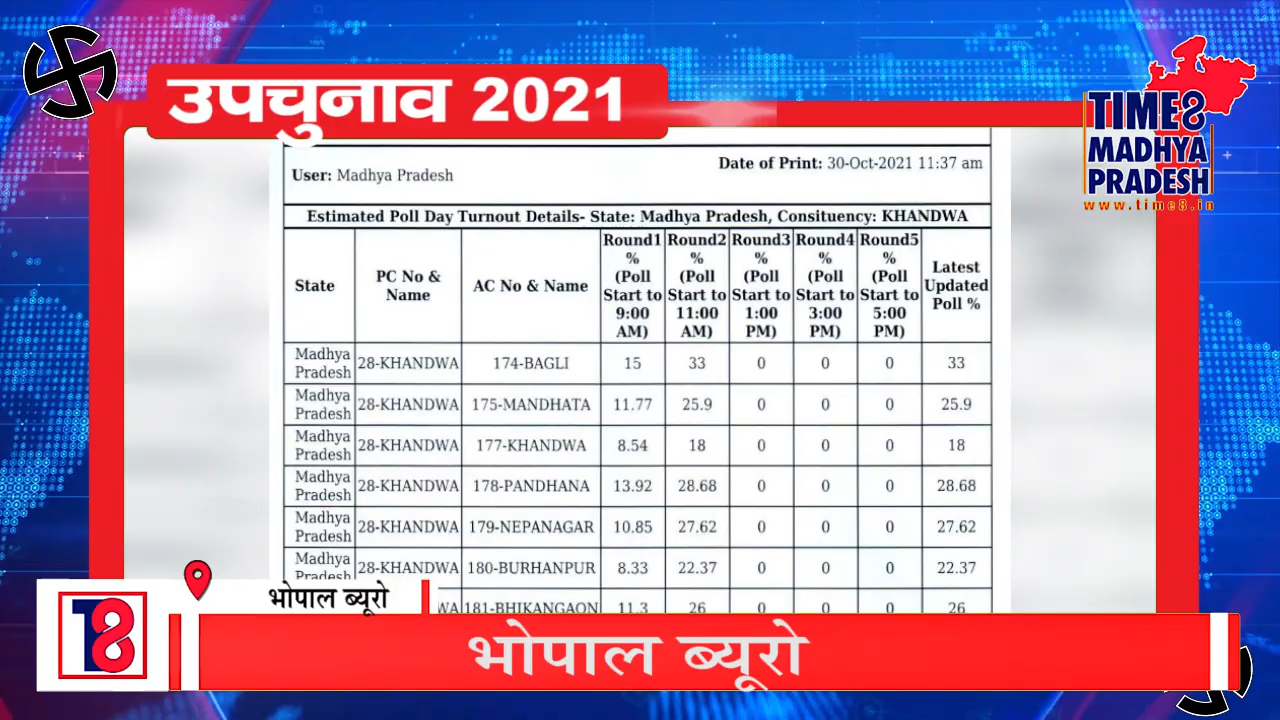 उपचुनाव 2021
TIME8
MADHYA
PRADESH
www.time8.in
Date of Print: 30-Oct-2021 11:37 am
User: Madhya Pradesh
Estimated Poll Day Turnout Details- State: Madhya Pradesh, Consituency: KHANDWA
State PC No & Name AC No & Name Round1 % (Poll Start to 9:00 AM) Round2 % (Poll Start to 11:00 AM) Round3 % (Poll Start to 1:00 PM) Round4 % (Poll Start to 3:00 PM) Round5 % (Poll Start to 5:00 PM) Latest Updated Poll %
Madhya Pradesh 28-KHANDWA 174-BAGLI 15 33 0 0 0 33
Madhya Pradesh 28-KHANDWA 175-MANDHATA 11.77 25.9 0 0 0 25.9
Madhya Pradesh 28-KHANDWA 177-KHANDWA 8.54 18 0 0 0 18
Madhya Pradesh 28-KHANDWA 178-PANDHANA 13.92 28.68 0 0 0 28.68
Madhya Pradesh 28-KHANDWA 179-NEPANAGAR 10.85 27.62 0 0 0 27.62
Madhya Pradesh 28-KHANDWA 180-BURHANPUR 8.33 22.37 0 0 0 22.37
WA 181-BHIKANGAON 11.3 26 0 0 0 26
भोपाल ब्यूरो
T8
भोपाल ब्यूरो